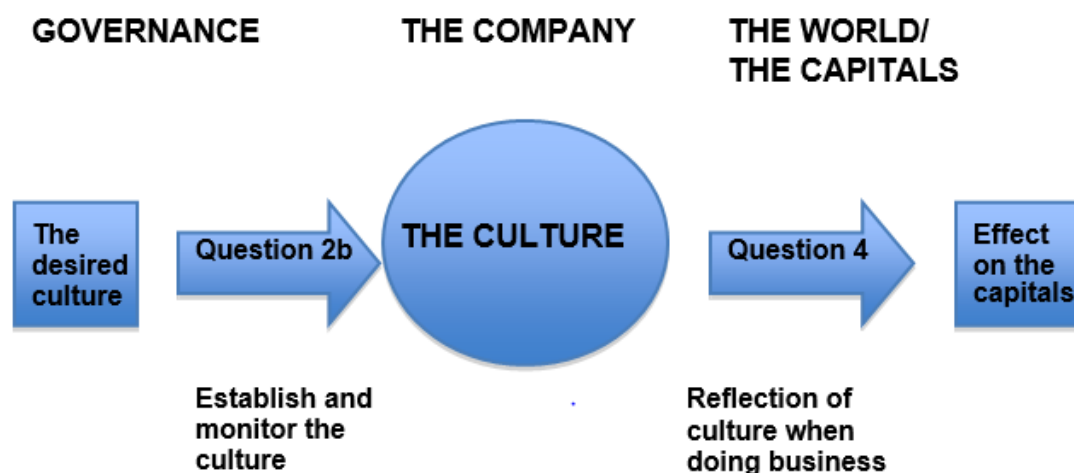 GOVERNANCE
THE COMPANY
THE WORLD/
THE CAPITALS
The
desired
culture
Question 2b
THE CULTURE
Question 4
Effect
on the
capitals
Establish and
monitor the
culture
Reflection of
culture when
doing business